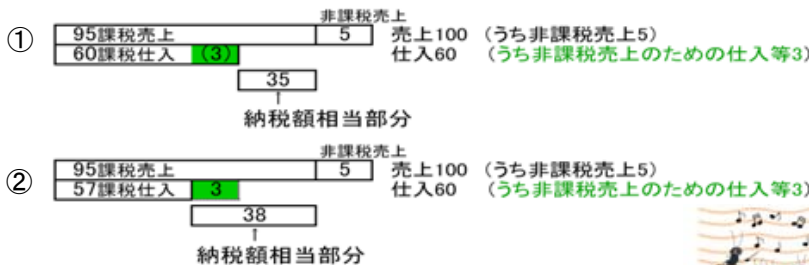 非課税売上
① 95課税売上 5 売上100 (うち非課税売上5)
60課税仕入 (3) 仕入60 (うち非課税売上のための仕入等3)
35
↑
納税額相当部分
非課税売上
② 95課税売上 5 売上100 (うち非課税売上5)
57課税仕入 3 仕入60 (うち非課税売上のための仕入等3)
38
↑
納税額相当部分